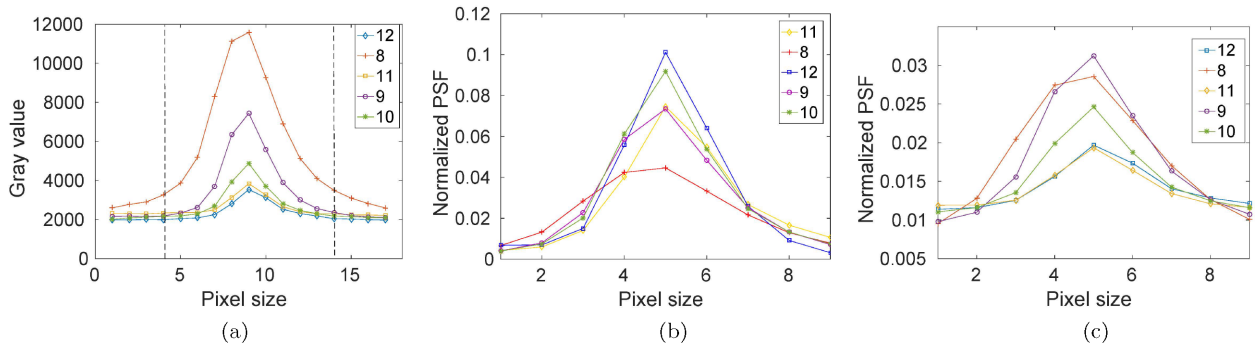 12000
10000
8000
6000
4000
2000
0
0 5 10 15
Gray value
Pixel size
12
8
11
9
10
(a)
0.12
0.1
0.08
0.06
0.04
0.02
0
2 4 6 8
Normalized PSF
Pixel size
11
8
12
9
10
(b)
0.03
0.025
0.02
0.015
0.01
0.005
2 4 6 8
Normalized PSF
Pixel size
12
8
11
9
10
(c)